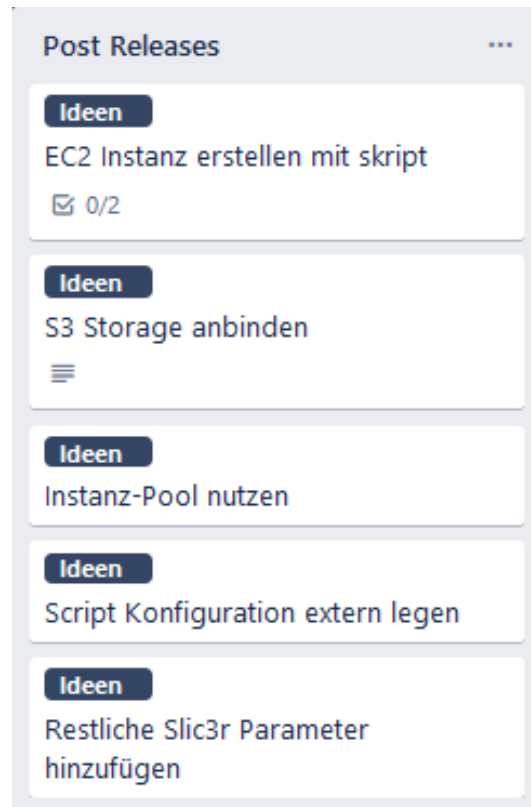 Post Releases
Ideen
EC2 Instanz erstellen mit skript
0/2
Ideen
S3 Storage anbinden
Ideen
Instanz-Pool nutzen
Ideen
Script Konfiguration extern legen
Ideen
Restliche Slic3r Parameter
hinzufügen